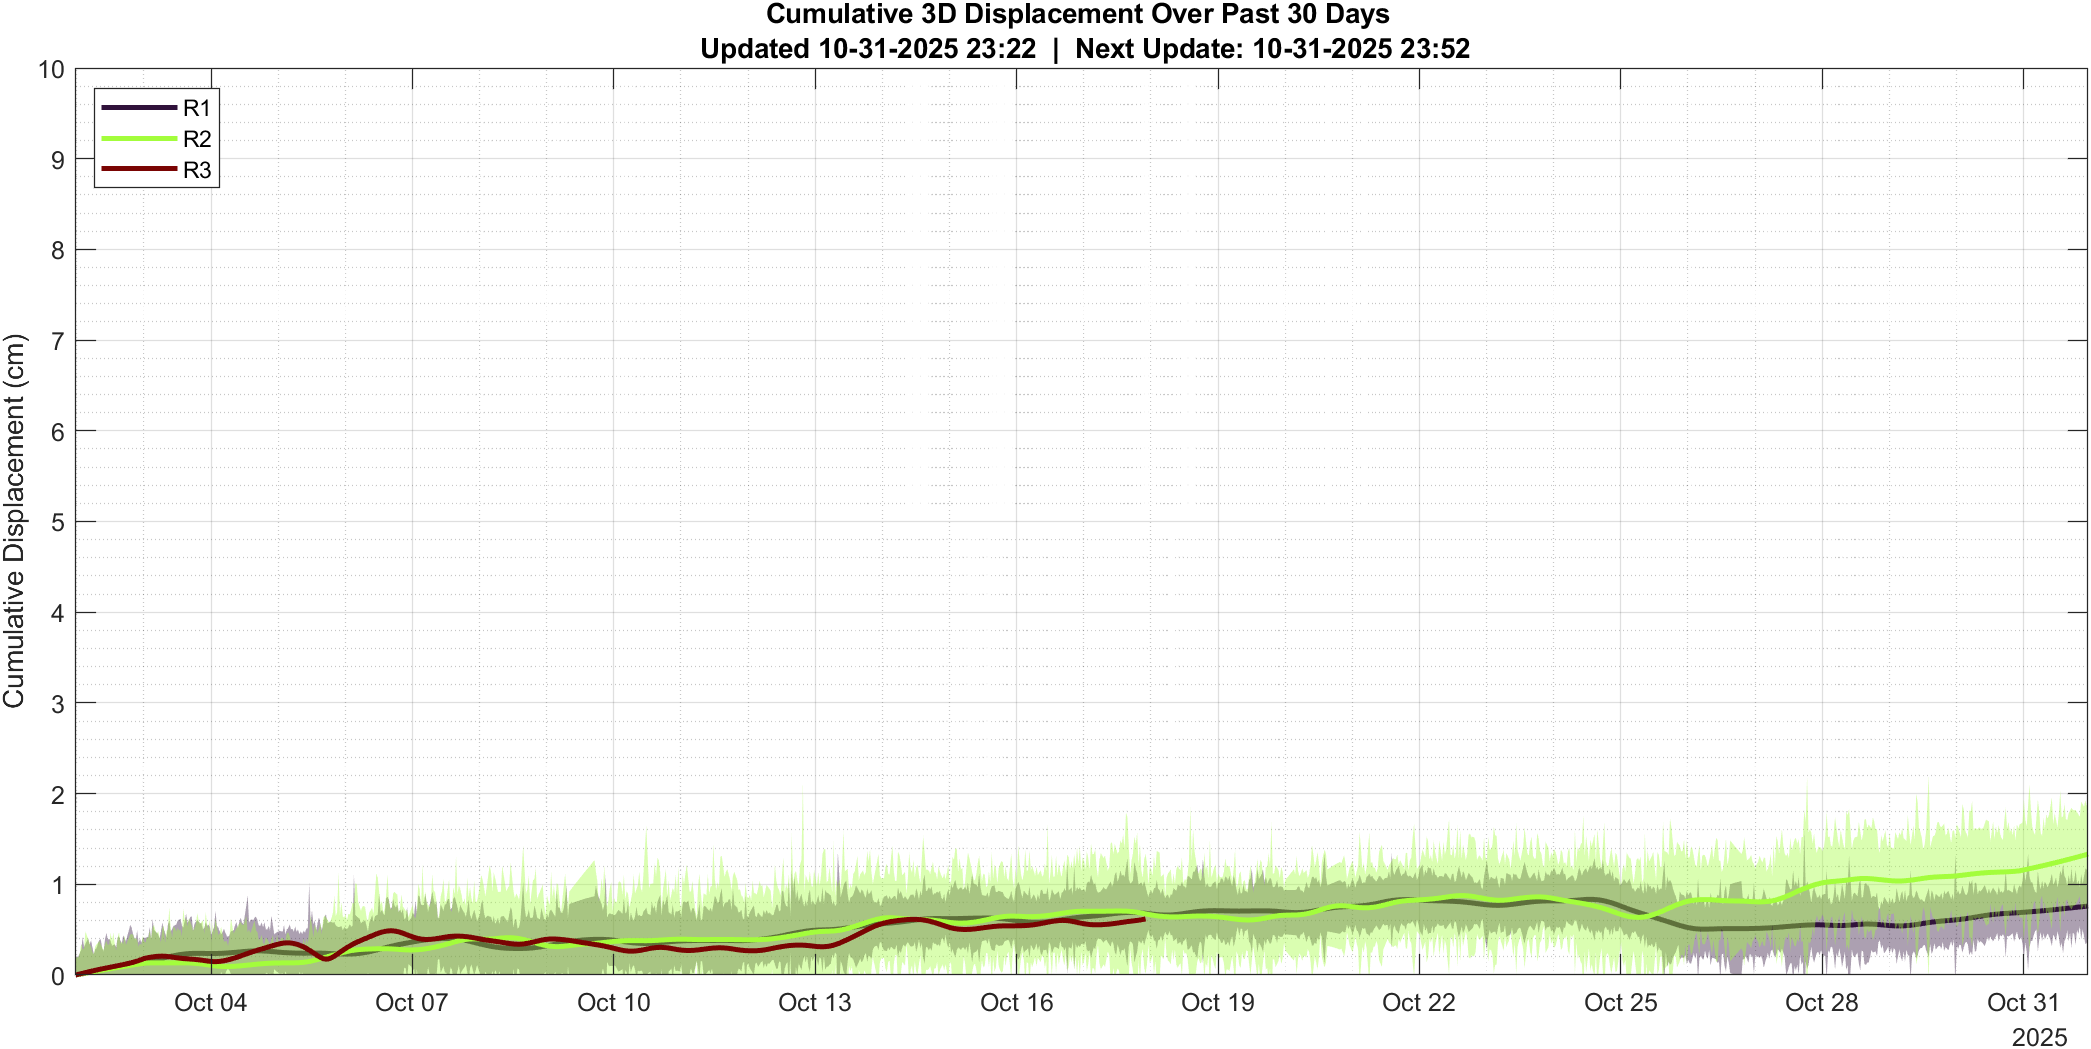 Cumulative 3D Displacement Over Past 30 Days
Updated 10-31-2025 23:22 | Next Update: 10-31-2025 23:52
R1
R2
R3
Cumulative Displacement (cm)
10
9
8
7
6
5
4
3
2
1
0
Oct 04 Oct 07 Oct 10 Oct 13 Oct 16 Oct 19 Oct 22 Oct 25 Oct 28 Oct 31
2025